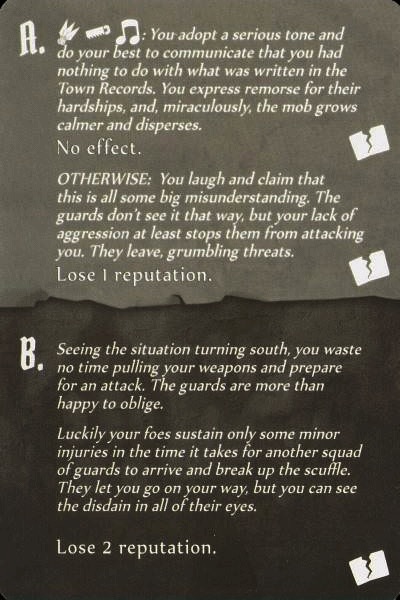 A. : You adopt a serious tone and
do your best to communicate that you had
nothing to do with what was written in the
Town Records. You express remorse for their
hardships, and, miraculously, the mob grows
calmer and disperses.
No effect.
OTHERWISE: You laugh and claim that
this is all some big misunderstanding. The
guards don't see it that way, but your lack of
aggression at least stops them from attacking
you. They leave, grumbling threats.
Lose 1 reputation.
B. Seeing the situation turning south, you waste
no time pulling your weapons and prepare
for an attack. The guards are more than
happy to oblige.
Luckily your foes sustain only some minor
injuries in the time it takes for another squad
of guards to arrive and break up the scuffle.
They let you go on your way, but you can see
the disdain in all of their eyes.
Lose 2 reputation.